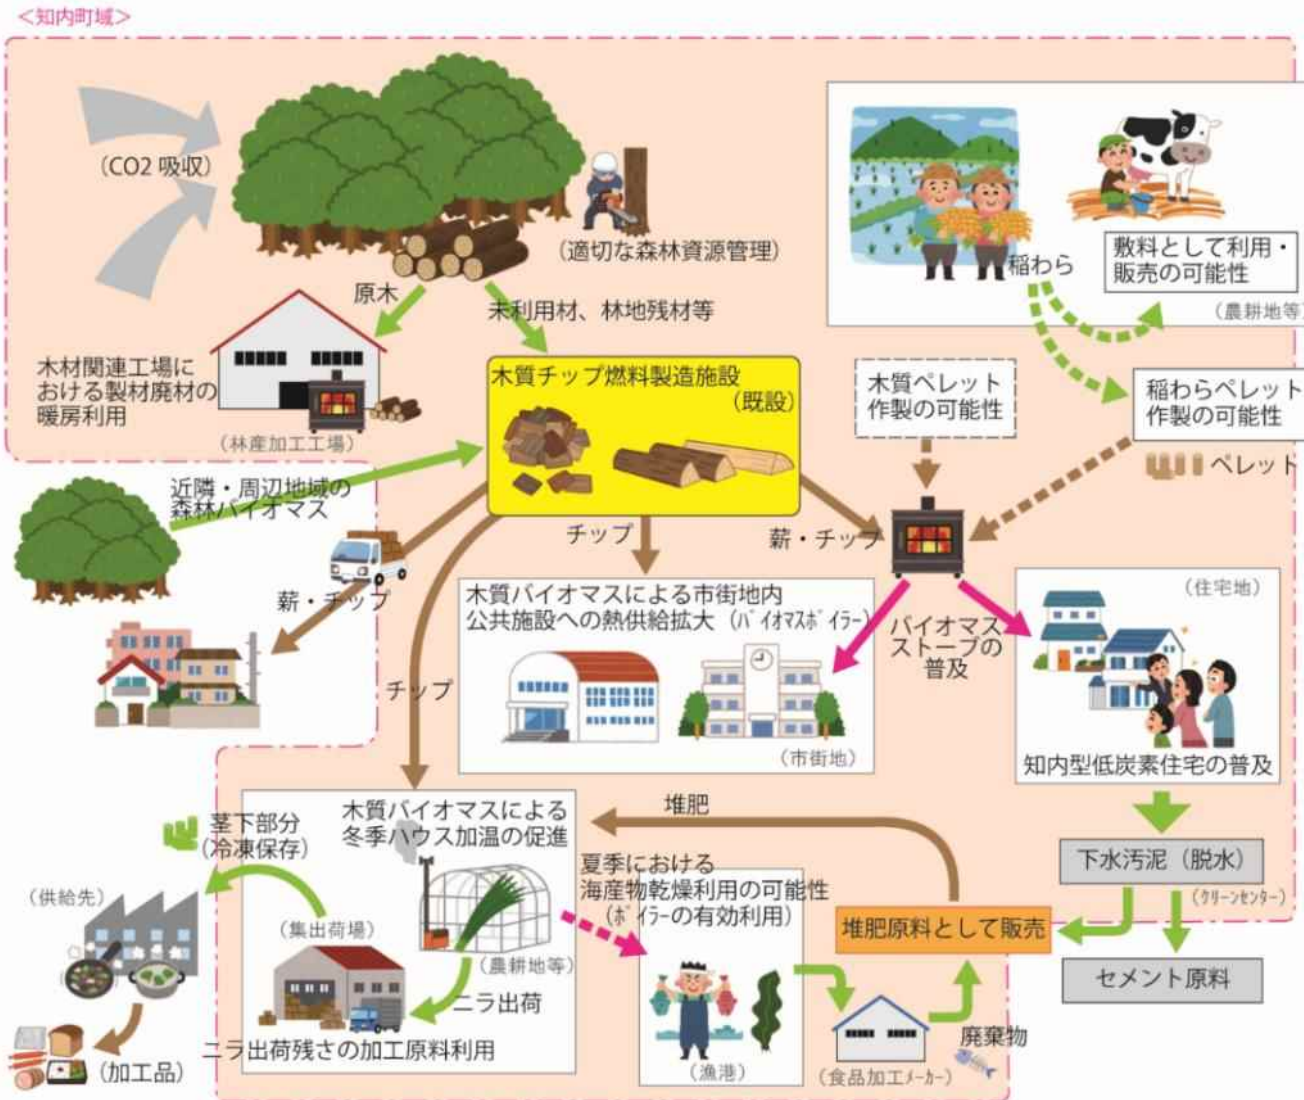 ＜知内町域＞
（CO2 吸収）
（適切な森林資源管理）
原木
未利用材、林地残材等
木材関連工場に
おける製材廃材の
暖房利用
（林産加工工場）
稲わら
敷料として利用・
販売の可能性
（農耕地等）
木質チップ燃料製造施設
（既設）
木質ペレット
作製の可能性
稲わらペレット
作製の可能性
ペレット
近隣・周辺地域の
森林バイオマス
薪・チップ
チップ
薪・チップ
チップ
木質バイオマスによる市街地内
公共施設への熱供給拡大（ﾊﾞｲｵﾏｽﾎﾞｲﾗｰ）
（市街地）
バイオマス
ストーブの
普及
（住宅地）
知内型低炭素住宅の普及
堆肥
下水汚泥（脱水）
（ｸﾘｰﾝｾﾝﾀｰ）
堆肥原料として販売
セメント原料
木質バイオマスによる
冬季ハウス加温の促進
茎下部分
（冷凍保存）
（供給先）
（集出荷場）
（農耕地等）
ニラ出荷
ニラ出荷残さの加工原料利用
（加工品）
夏季における
海産物乾燥利用の可能性
（ﾎﾞｲﾗｰの有効利用）
（漁港）
（食品加工ﾒｰｶｰ）
廃棄物